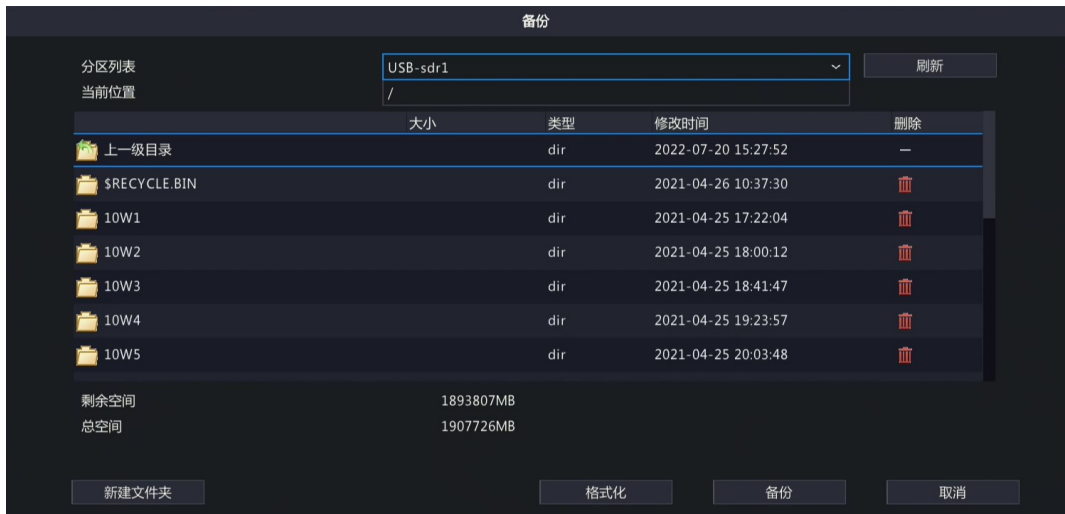 备份
分区列表 USB-sdr1 刷新
当前位置 /
大小 类型 修改时间 删除
上一级目录 dir 2022-07-20 15:27:52 —
$RECYCLE.BIN dir 2021-04-26 10:37:30
10W1 dir 2021-04-25 17:22:04
10W2 dir 2021-04-25 18:00:12
10W3 dir 2021-04-25 18:41:47
10W4 dir 2021-04-25 19:23:57
10W5 dir 2021-04-25 20:03:48
剩余空间 1893807MB
总空间 1907726MB
新建文件夹 格式化 备份 取消